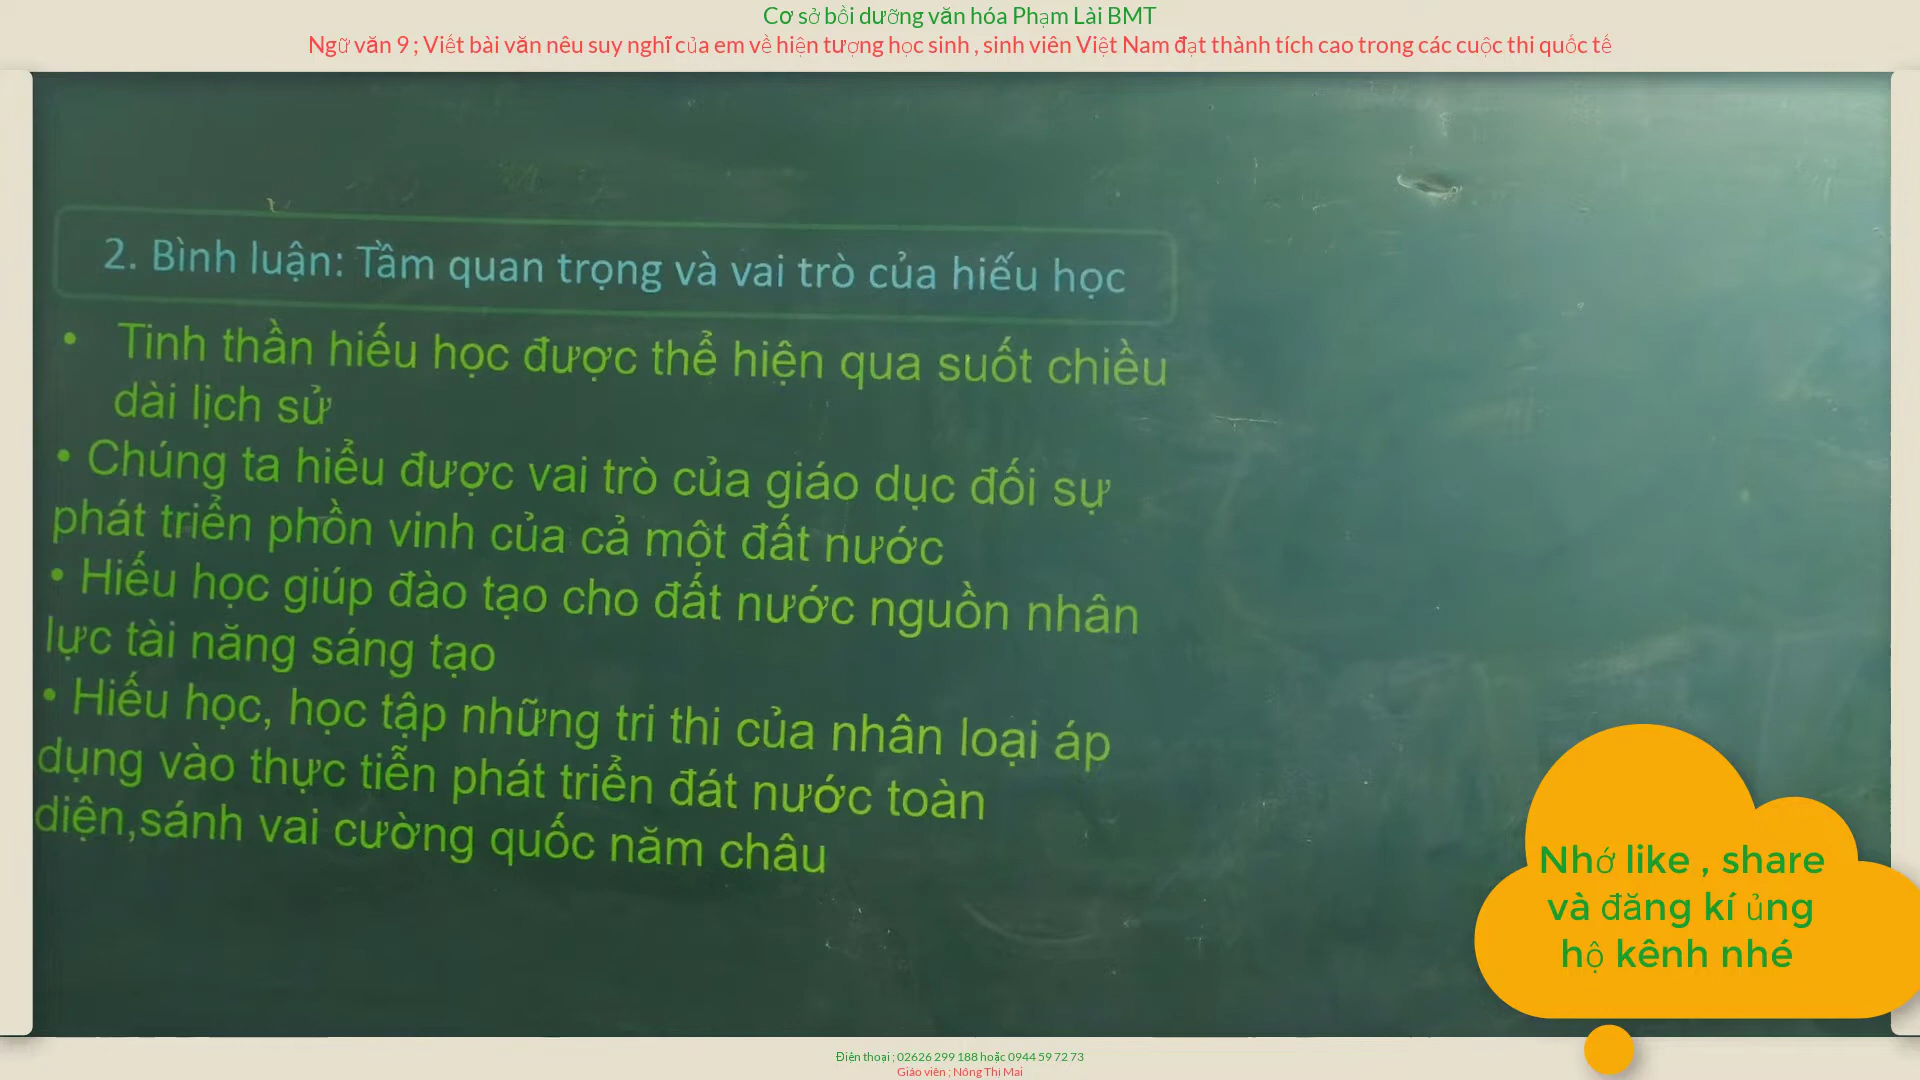 Cơ sở bồi dưỡng văn hóa Phạm Lài BMT
Ngữ văn 9 ; Viết bài văn nêu suy nghĩ của em về hiện tượng học sinh , sinh viên Việt Nam đạt thành tích cao trong các cuộc thi quốc tế
2. Bình luận: Tầm quan trọng và vai trò của hiếu học
• Tinh thần hiếu học được thể hiện qua suốt chiều
dài lịch sử
• Chúng ta hiểu được vai trò của giáo dục đối sự
phát triển phồn vinh của cả một đất nước
• Hiếu học giúp đào tạo cho đất nước nguồn nhân
lực tài năng sáng tạo
• Hiếu học, học tập những tri thi của nhân loại áp
dụng vào thực tiễn phát triển đát nước toàn
diện,sánh vai cường quốc năm châu
Nhớ like , share
và đăng kí ủng
hộ kênh nhé
Điện thoại ; 02626 299 188 hoặc 0944 59 72 73
Giáo viên ; Nông Thị Mai